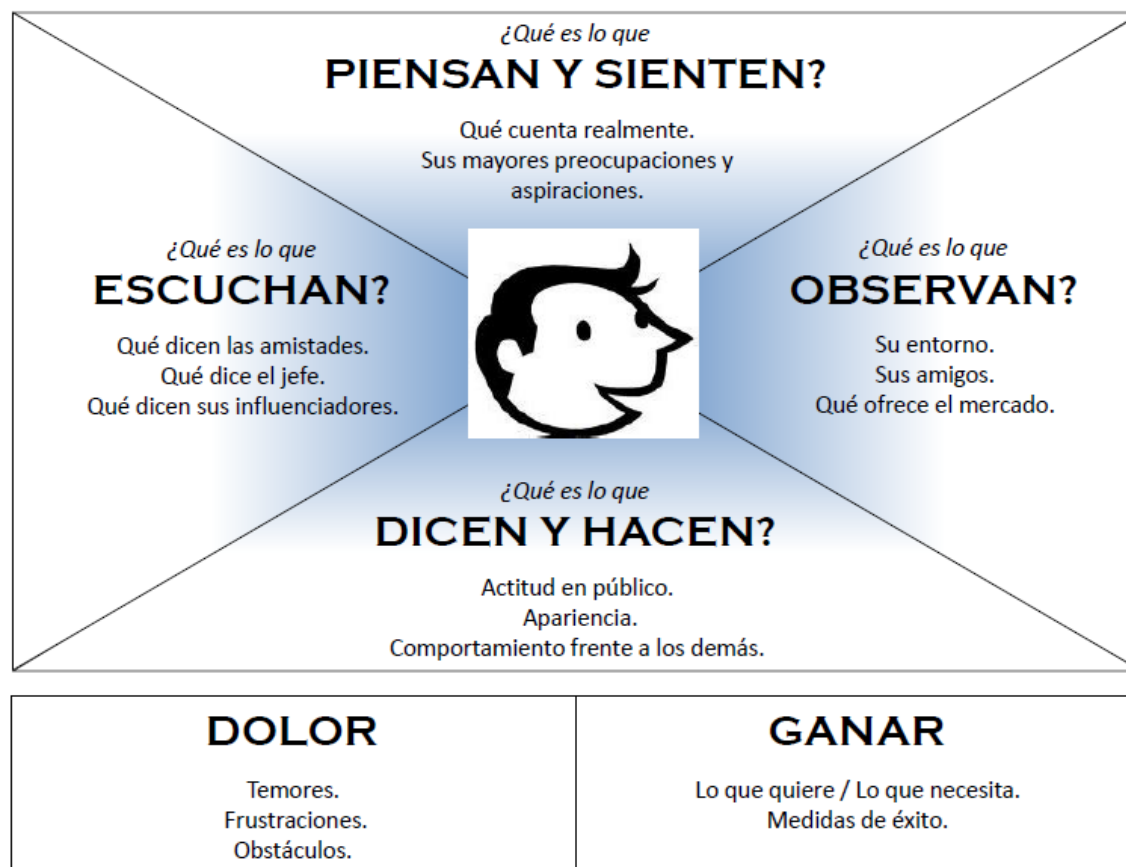 ¿Qué es lo que
PIENSAN Y SIENTEN?
Qué cuenta realmente.
Sus mayores preocupaciones y
aspiraciones.
¿Qué es lo que
ESCUCHAN?
Qué dicen las amistades.
Qué dice el jefe.
Qué dicen sus influenciadores.
¿Qué es lo que
OBSERVAN?
Su entorno.
Sus amigos.
Qué ofrece el mercado.
¿Qué es lo que
DICEN Y HACEN?
Actitud en público.
Apariencia.
Comportamiento frente a los demás.
DOLOR
Temores.
Frustraciones.
Obstáculos.
GANAR
Lo que quiere / Lo que necesita.
Medidas de éxito.